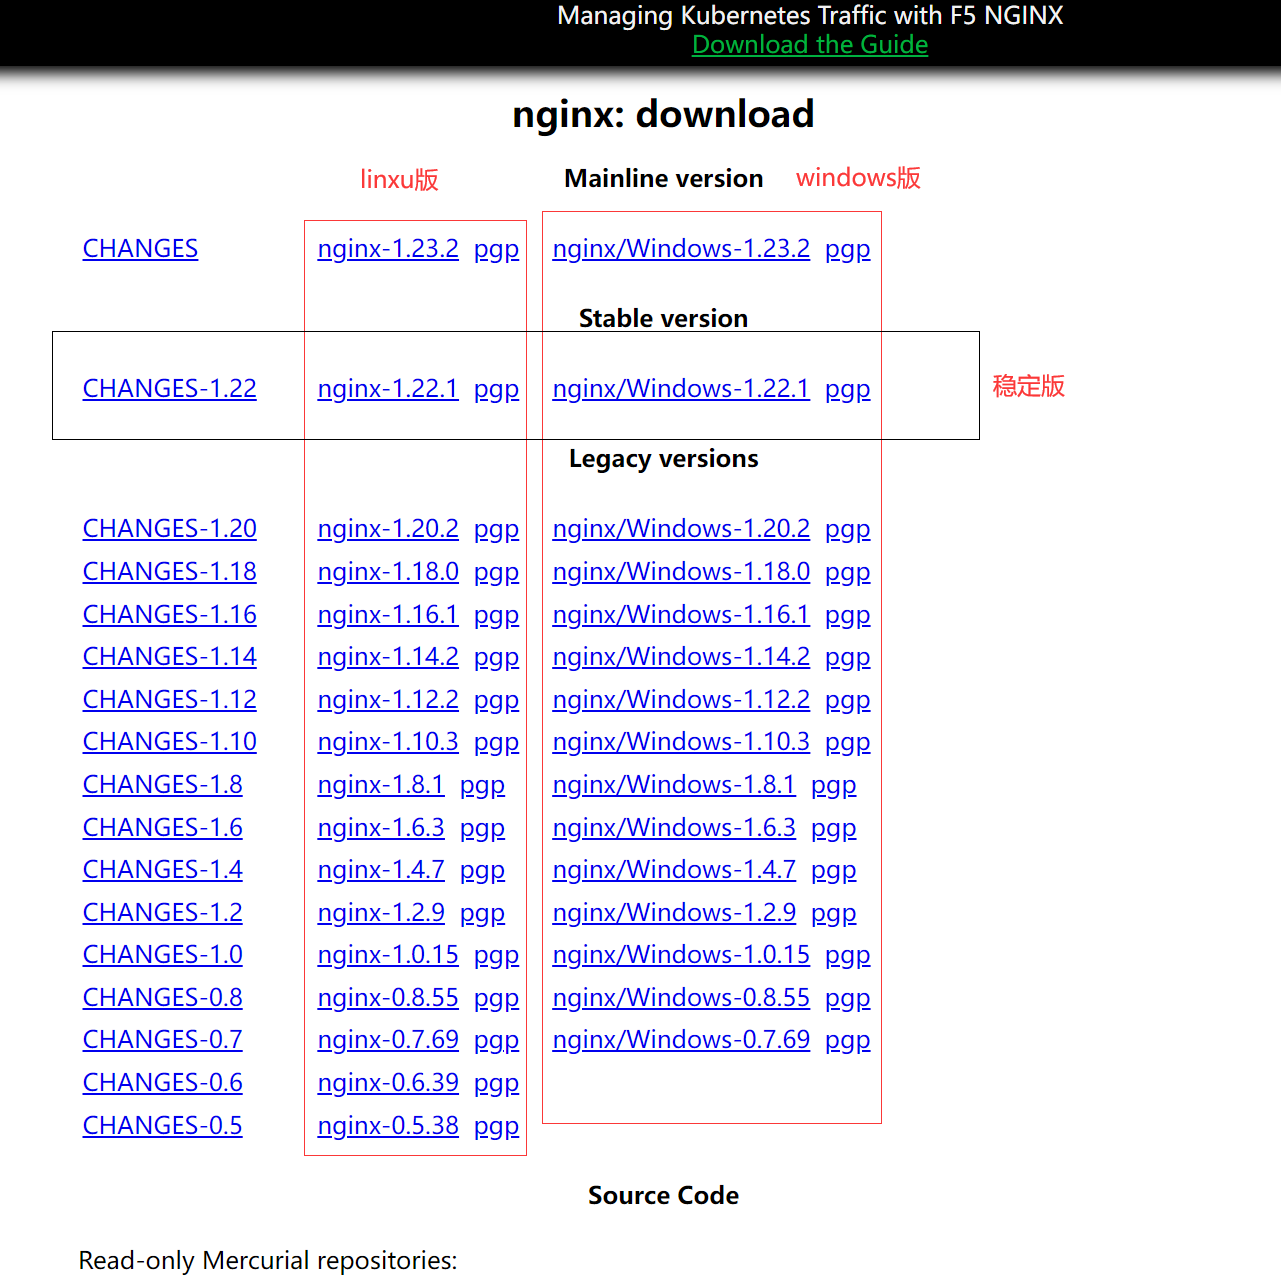 Managing Kubernetes Traffic with F5 NGINX
Download the Guide
nginx: download
linxu版 Mainline version windows版
CHANGES nginx-1.23.2 pgp nginx/Windows-1.23.2 pgp
Stable version
CHANGES-1.22 nginx-1.22.1 pgp nginx/Windows-1.22.1 pgp 稳定版
Legacy versions
CHANGES-1.20 nginx-1.20.2 pgp nginx/Windows-1.20.2 pgp
CHANGES-1.18 nginx-1.18.0 pgp nginx/Windows-1.18.0 pgp
CHANGES-1.16 nginx-1.16.1 pgp nginx/Windows-1.16.1 pgp
CHANGES-1.14 nginx-1.14.2 pgp nginx/Windows-1.14.2 pgp
CHANGES-1.12 nginx-1.12.2 pgp nginx/Windows-1.12.2 pgp
CHANGES-1.10 nginx-1.10.3 pgp nginx/Windows-1.10.3 pgp
CHANGES-1.8 nginx-1.8.1 pgp nginx/Windows-1.8.1 pgp
CHANGES-1.6 nginx-1.6.3 pgp nginx/Windows-1.6.3 pgp
CHANGES-1.4 nginx-1.4.7 pgp nginx/Windows-1.4.7 pgp
CHANGES-1.2 nginx-1.2.9 pgp nginx/Windows-1.2.9 pgp
CHANGES-1.0 nginx-1.0.15 pgp nginx/Windows-1.0.15 pgp
CHANGES-0.8 nginx-0.8.55 pgp nginx/Windows-0.8.55 pgp
CHANGES-0.7 nginx-0.7.69 pgp nginx/Windows-0.7.69 pgp
CHANGES-0.6 nginx-0.6.39 pgp
CHANGES-0.5 nginx-0.5.38 pgp
Source Code
Read-only Mercurial repositories: